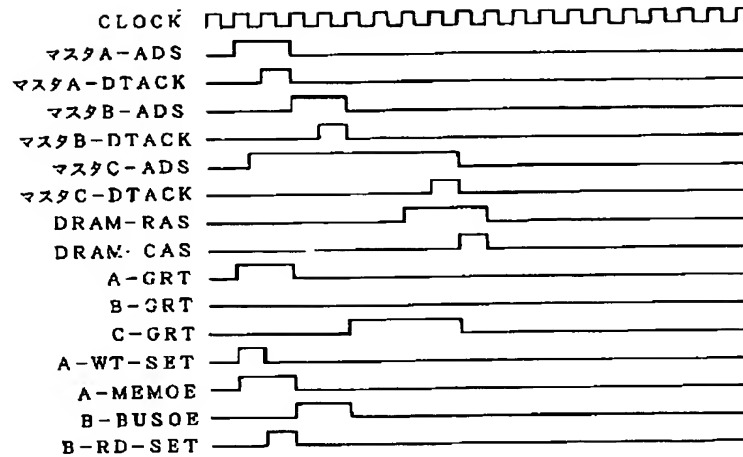 CLOCK
マスタA-ADS
マスタA-DTACK
マスタB-ADS
マスタB-DTACK
マスタC-ADS
マスタC-DTACK
DRAM-RAS
DRAM-CAS
A-GRT
B-GRT
C-GRT
A-WT-SET
A-MEMOE
B-BUSOE
B-RD-SET